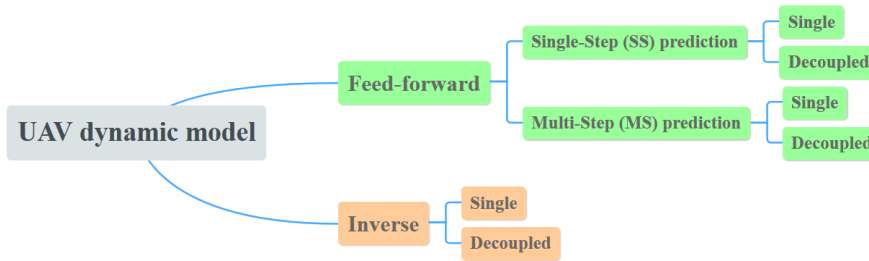 UAV dynamic model
Feed-forward
Single-Step (SS) prediction
Single
Decoupled
Multi-Step (MS) prediction
Single
Decoupled
Inverse
Single
Decoupled